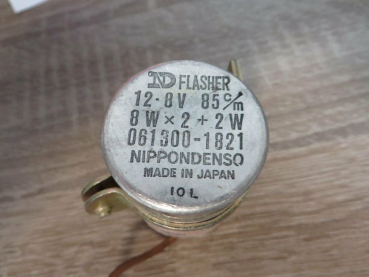 ND FLASHER
12.8V 85c/m
8W×2+2W
061300-1821
NIPPONDENSO
MADE IN JAPAN
10L